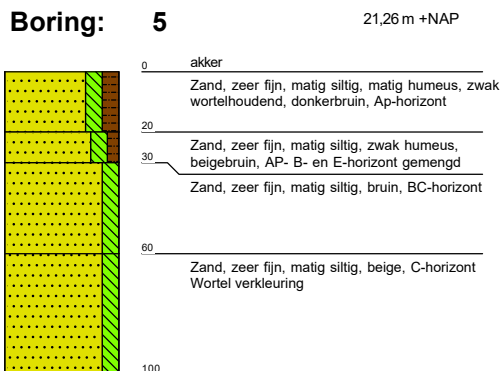 Boring: 5
21,26 m +NAP
0
akker
Zand, zeer fijn, matig siltig, matig humeus, zwak
wortelhoudend, donkerbruin, Ap-horizont
20
Zand, zeer fijn, matig siltig, zwak humeus,
beigebruin, AP- B- en E-horizont gemengd
30
Zand, zeer fijn, matig siltig, bruin, BC-horizont
60
Zand, zeer fijn, matig siltig, beige, C-horizont
Wortel verkleuring
100